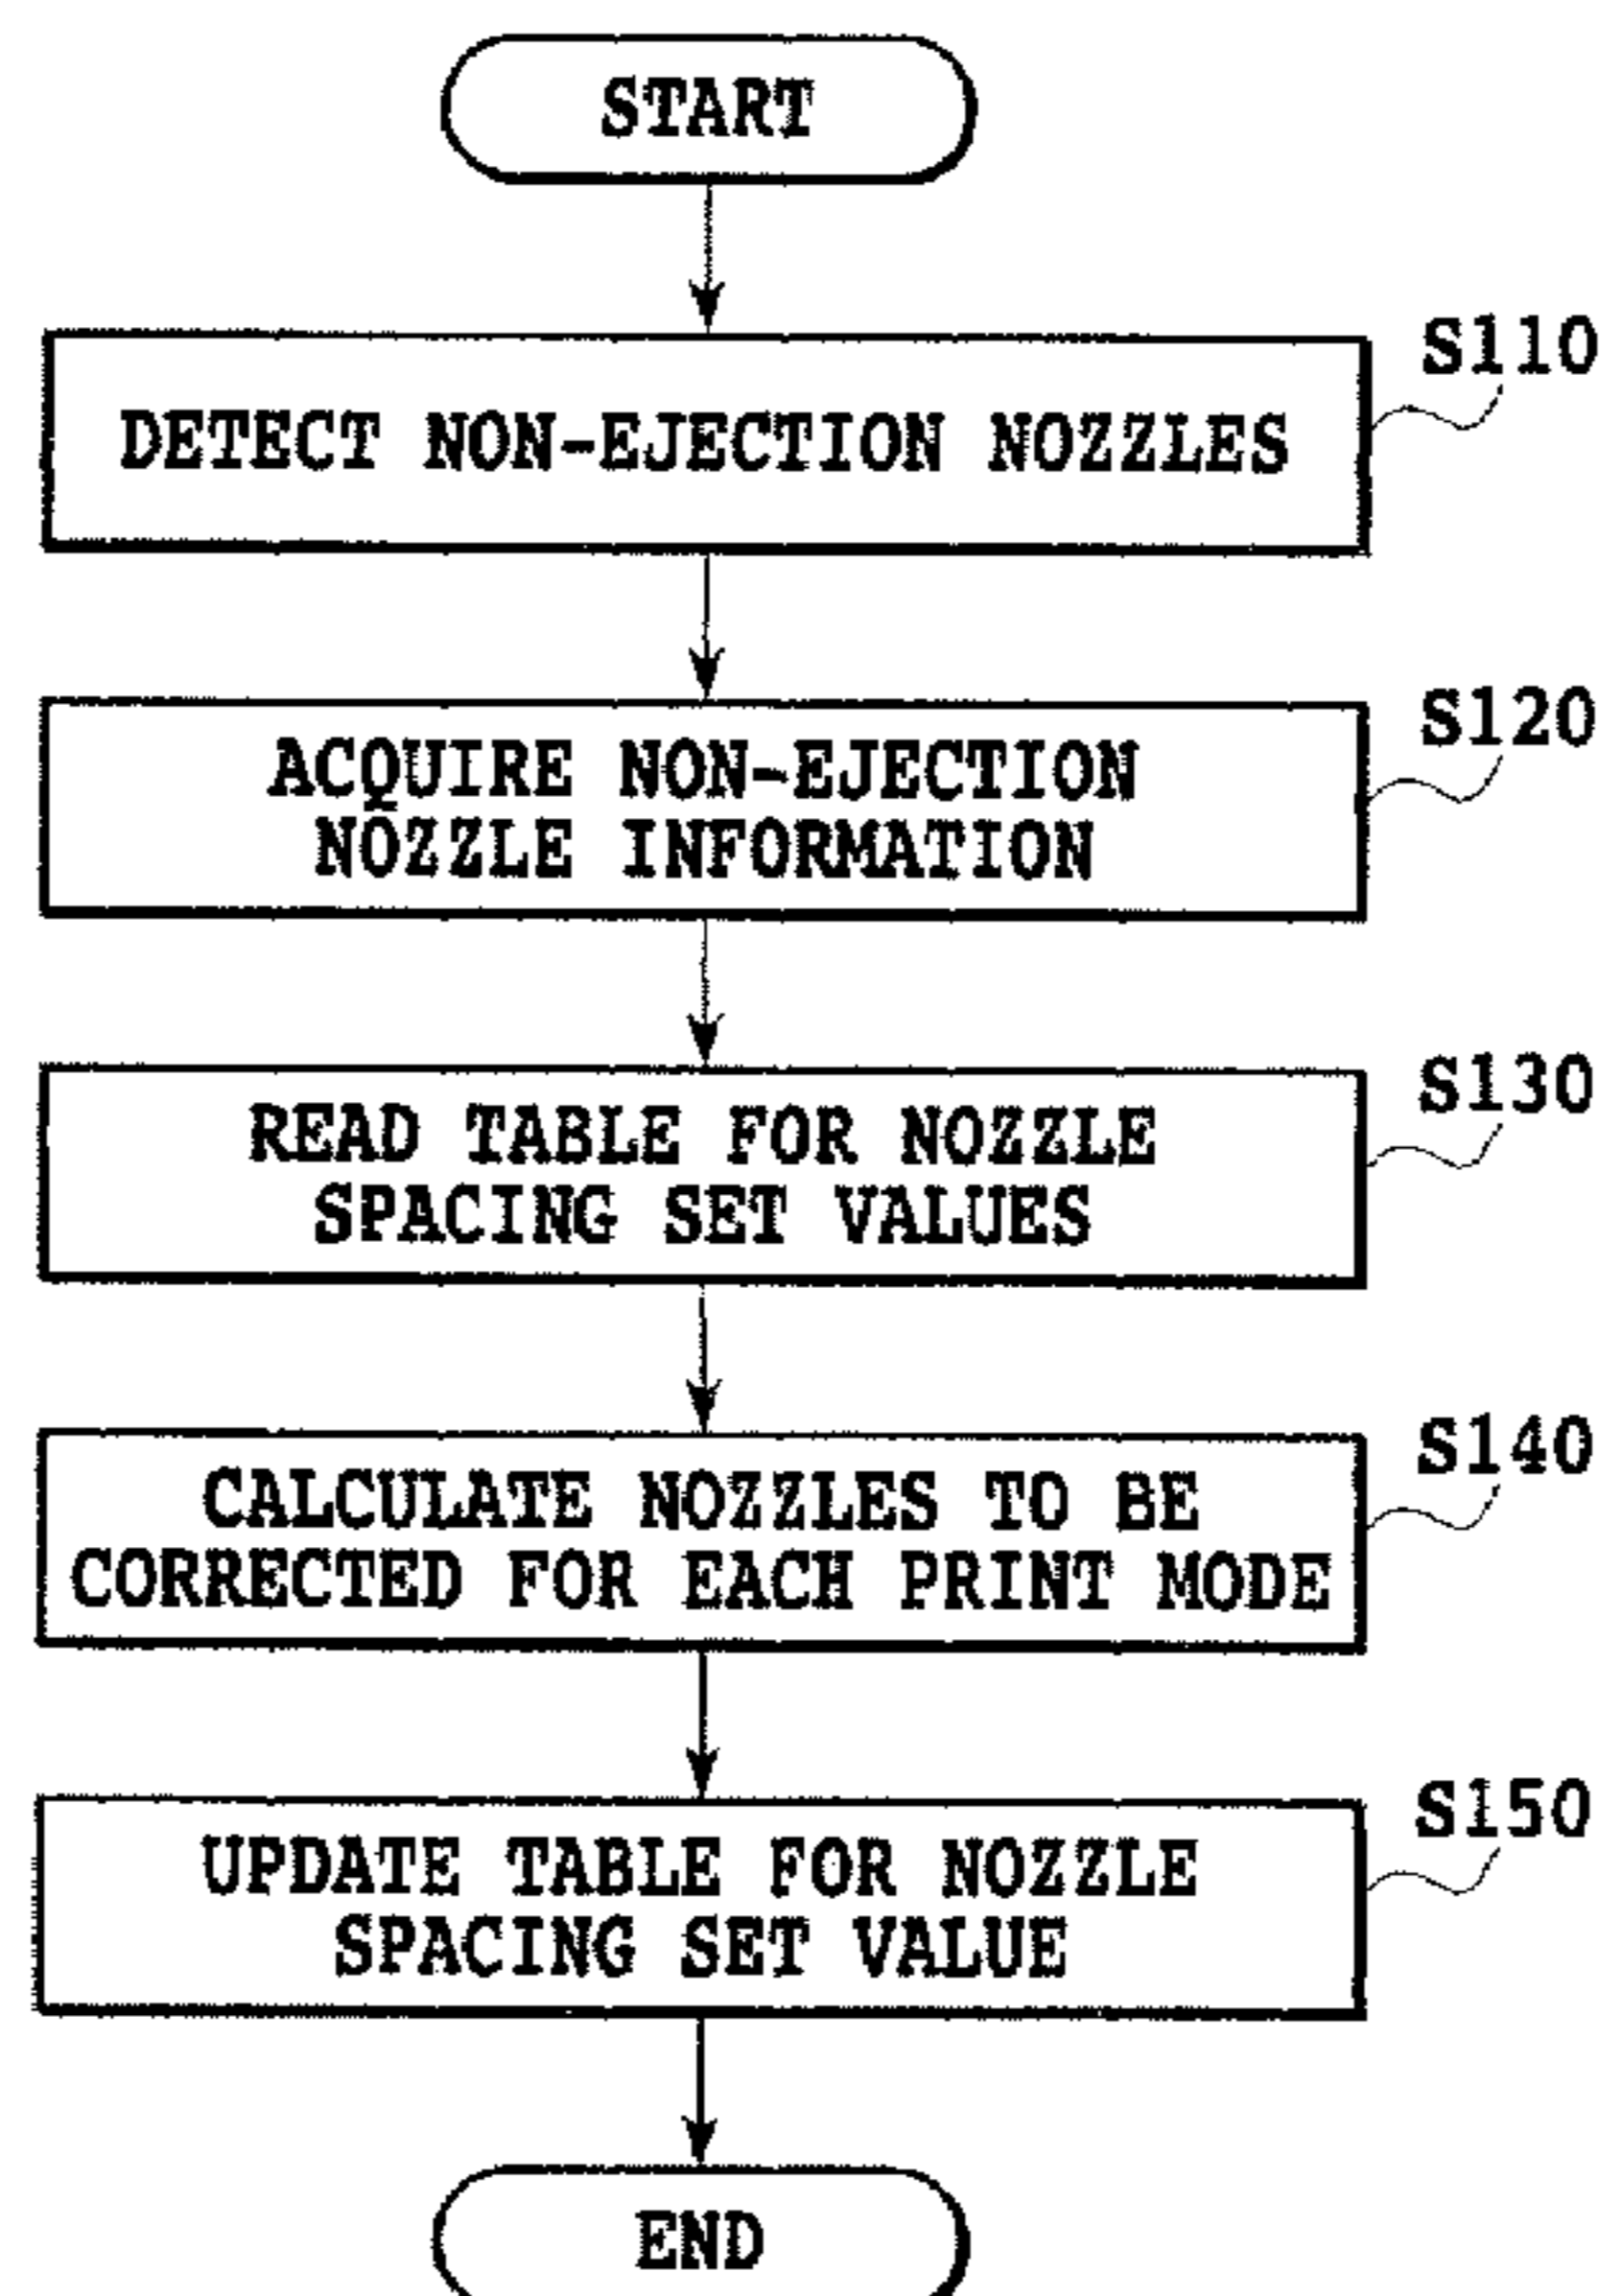 START
S110
DETECT NON-EJECTION NOZZLES
S120
ACQUIRE NON-EJECTION
NOZZLE INFORMATION
S130
READ TABLE FOR NOZZLE
SPACING SET VALUES
S140
CALCULATE NOZZLES TO BE
CORRECTED FOR EACH PRINT MODE
S150
UPDATE TABLE FOR NOZZLE
SPACING SET VALUE
END